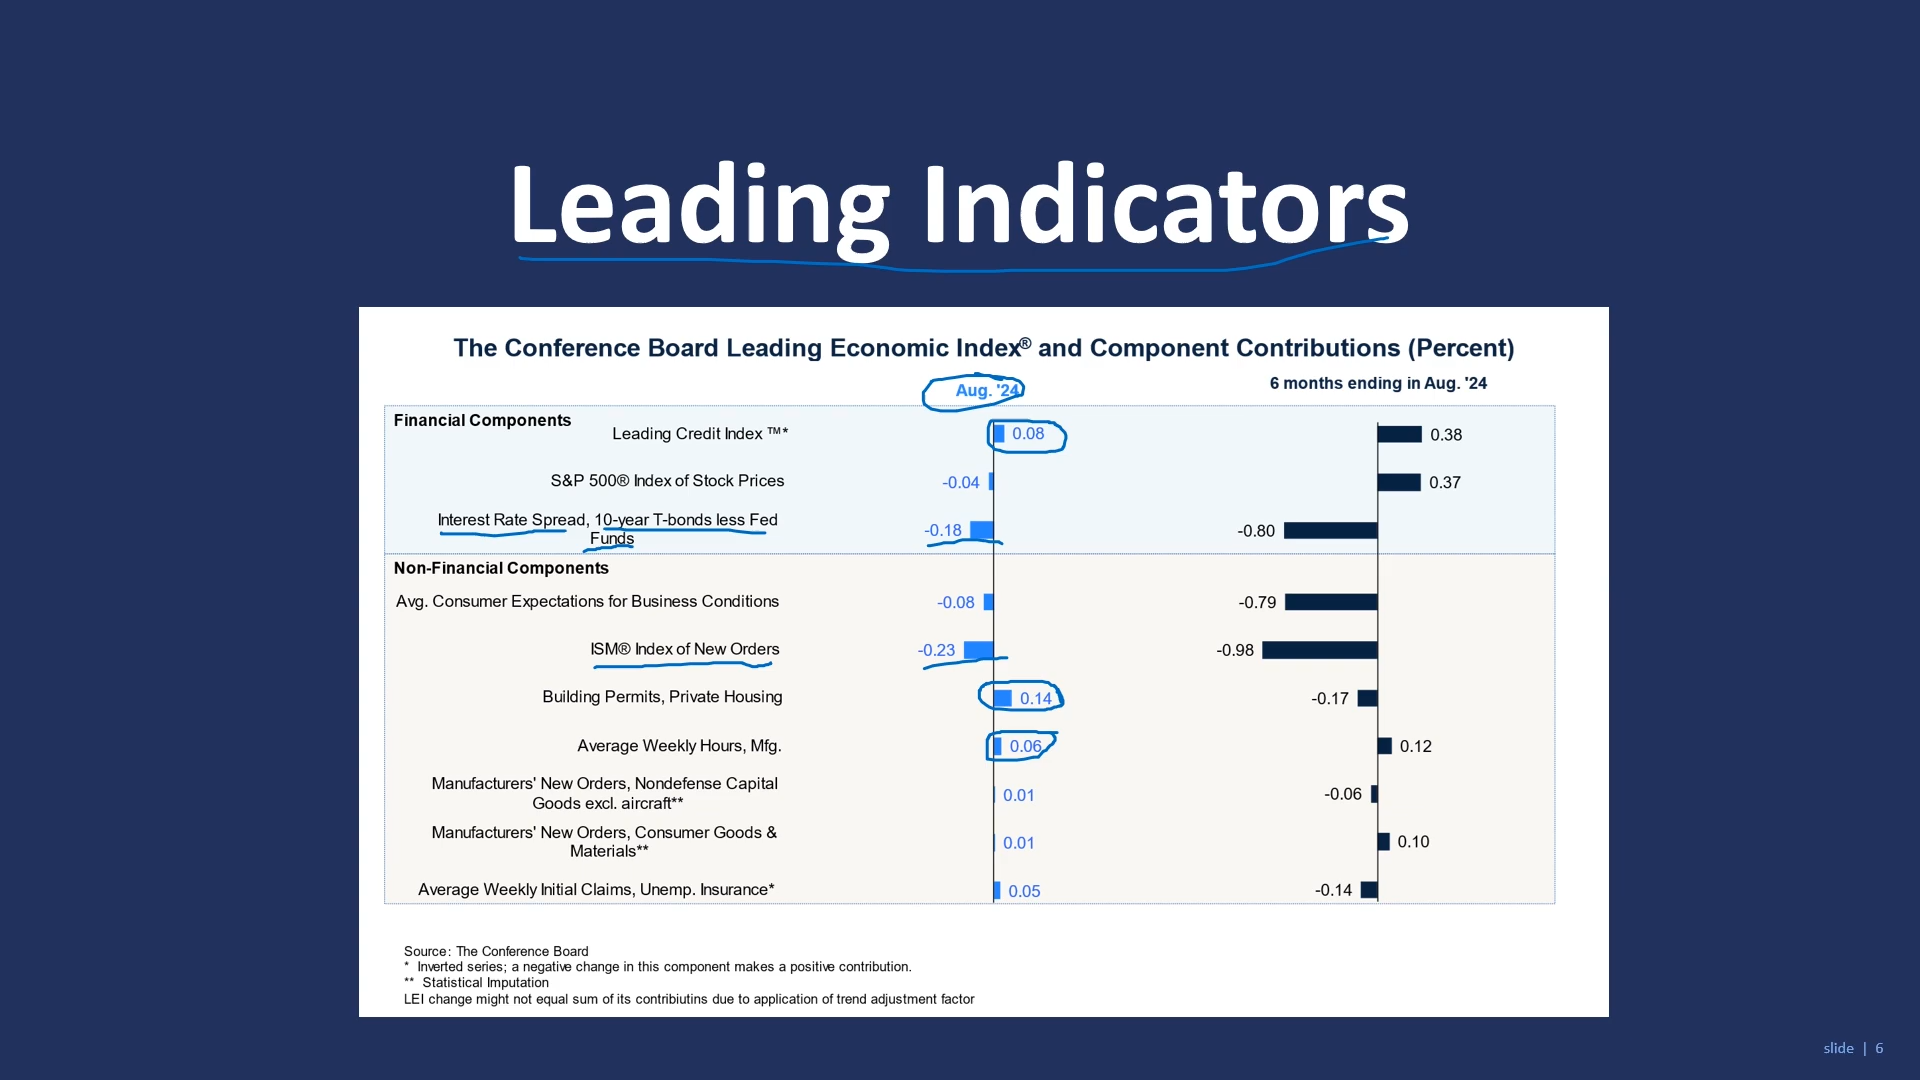 Leading Indicators
The Conference Board Leading Economic Index® and Component Contributions (Percent)
Aug. '24
6 months ending in Aug. '24
Financial Components
Leading Credit Index ™* 0.08 0.38
S&P 500® Index of Stock Prices -0.04 0.37
Interest Rate Spread, 10-year T-bonds less Fed
Funds -0.18 -0.80
Non-Financial Components
Avg. Consumer Expectations for Business Conditions -0.08 -0.79
ISM® Index of New Orders -0.23 -0.98
Building Permits, Private Housing 0.14 -0.17
Average Weekly Hours, Mfg. 0.06 0.12
Manufacturers' New Orders, Nondefense Capital
Goods excl. aircraft** 0.01 -0.06
Manufacturers' New Orders, Consumer Goods &
Materials** 0.01 0.10
Average Weekly Initial Claims, Unemp. Insurance* 0.05 -0.14
Source: The Conference Board
* Inverted series; a negative change in this component makes a positive contribution.
** Statistical Imputation
LEI change might not equal sum of its contribiutins due to application of trend adjustment factor
slide | 6